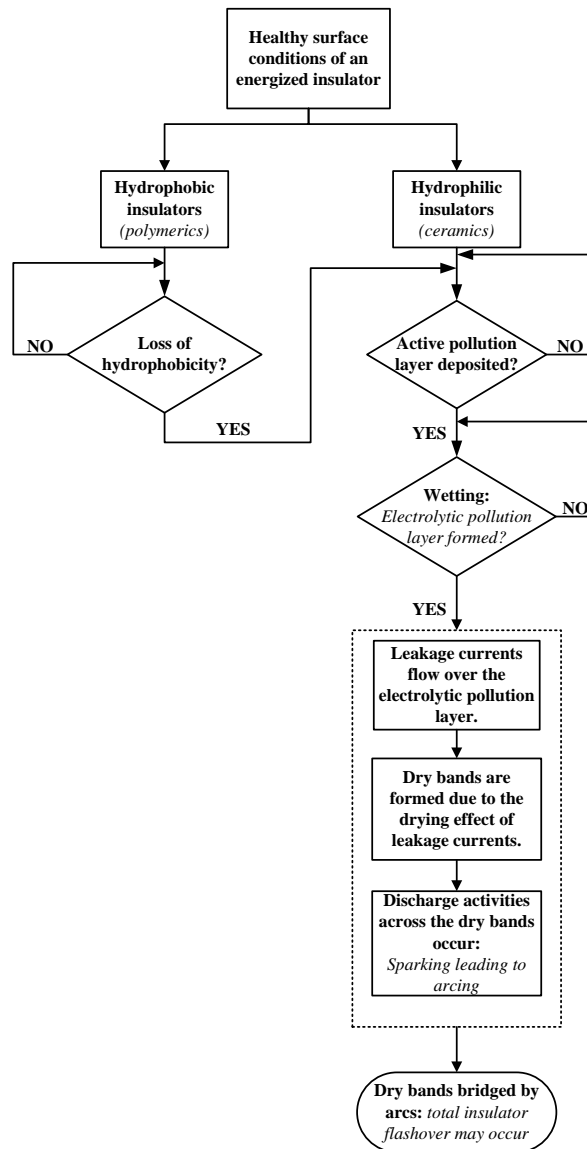 Healthy surface
conditions of an
energized insulator
Hydrophobic
insulators
(polymerics)
Hydrophilic
insulators
(ceramics)
Loss of
hydrophobicity?
NO
YES
Active pollution
layer deposited?
NO
YES
Wetting:
Electrolytic pollution
layer formed?
NO
YES
Leakage currents
flow over the
electrolytic pollution
layer.
Dry bands are
formed due to the
drying effect of
leakage currents.
Discharge activities
across the dry bands
occur:
Sparking leading to
arcing
Dry bands bridged by
arcs: total insulator
flashover may occur